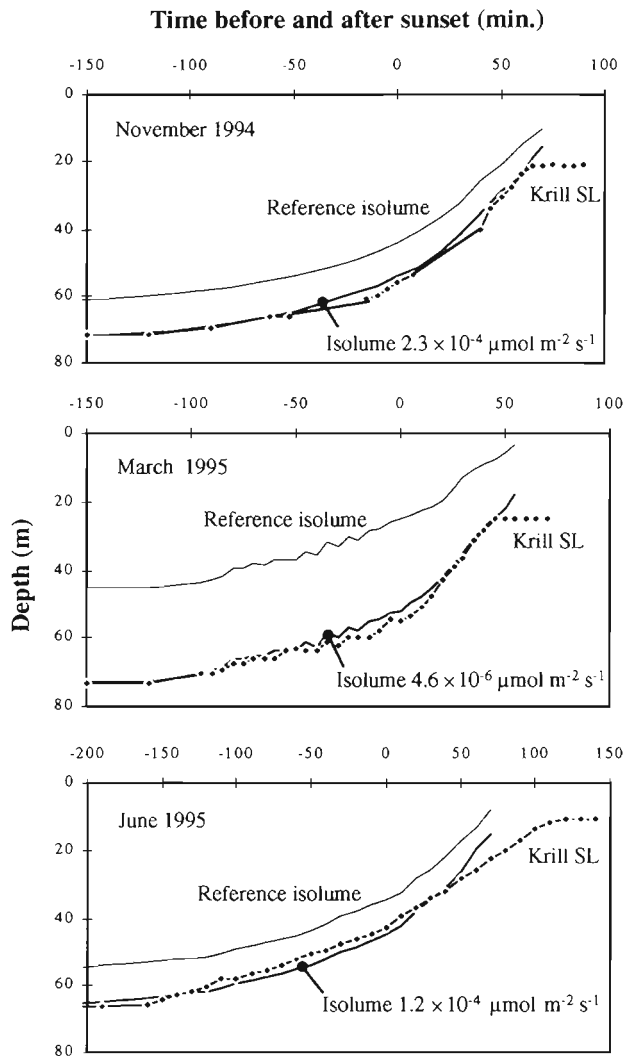 Time before and after sunset (min.)
-150 -100 -50 0 50 100
0
November 1994
20
Krill SL
Reference isolume
40
60
Isolume 2.3 × 10⁻⁴ μmol m⁻² s⁻¹
80
-150 -100 -50 0 50 100
0
March 1995
20
Reference isolume
Krill SL
40
Depth (m)
60
Isolume 4.6 × 10⁻⁶ μmol m⁻² s⁻¹
80
-200 -150 -100 -50 0 50 100 150
0
June 1995
20
Krill SL
Reference isolume
40
60
Isolume 1.2 × 10⁻⁴ μmol m⁻² s⁻¹
80